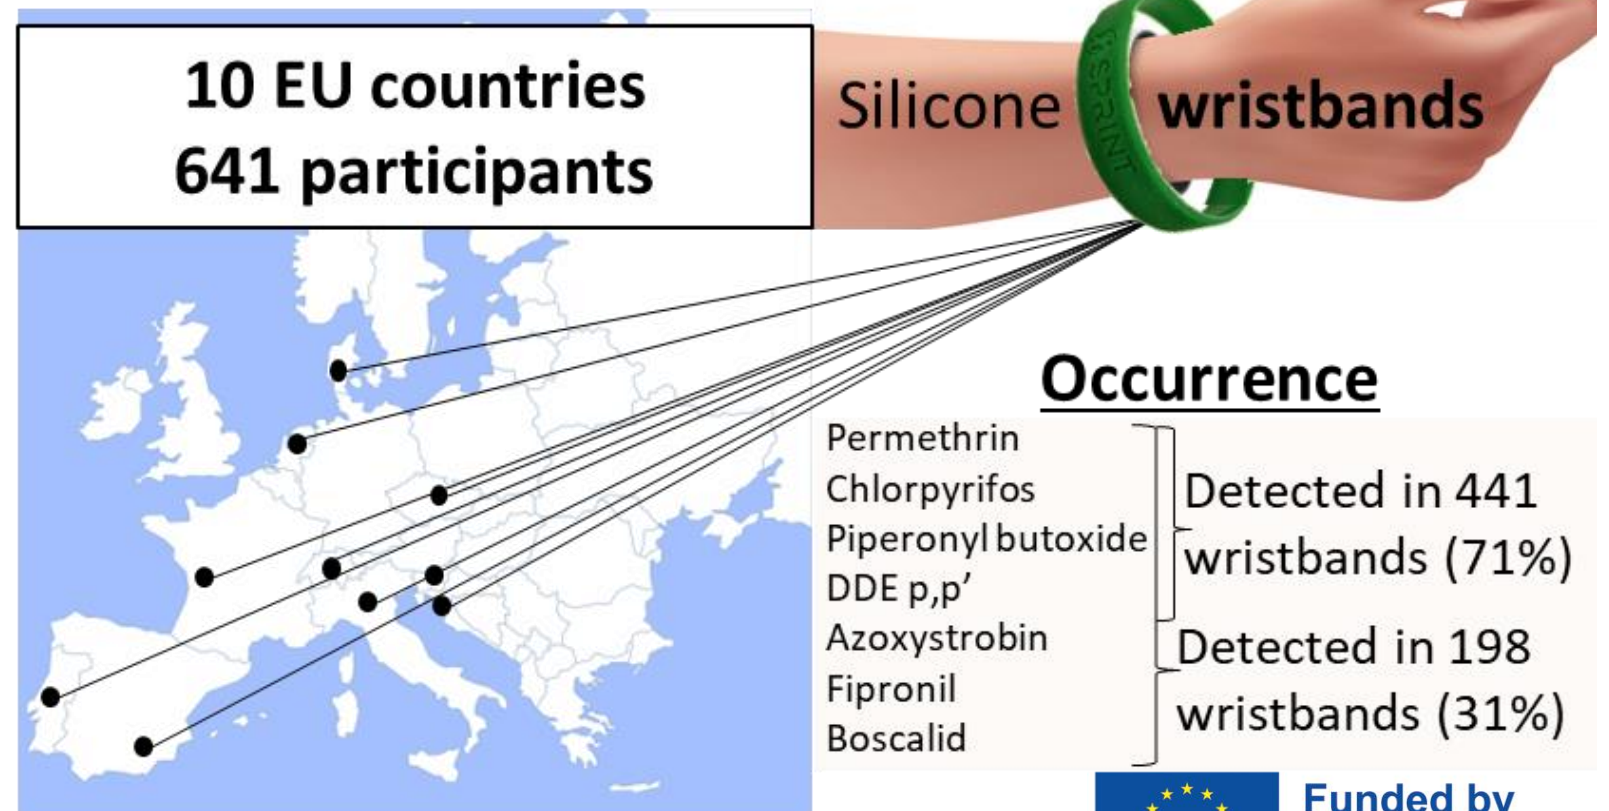 10 EU countries
641 participants
Silicone wristbands
SPRINT
Occurrence
Permethrin
Chlorpyrifos
Piperonyl butoxide
DDE p,p’
Azoxystrobin
Fipronil
Boscalid
Detected in 441
wristbands (71%)
Detected in 198
wristbands (31%)
Funded by